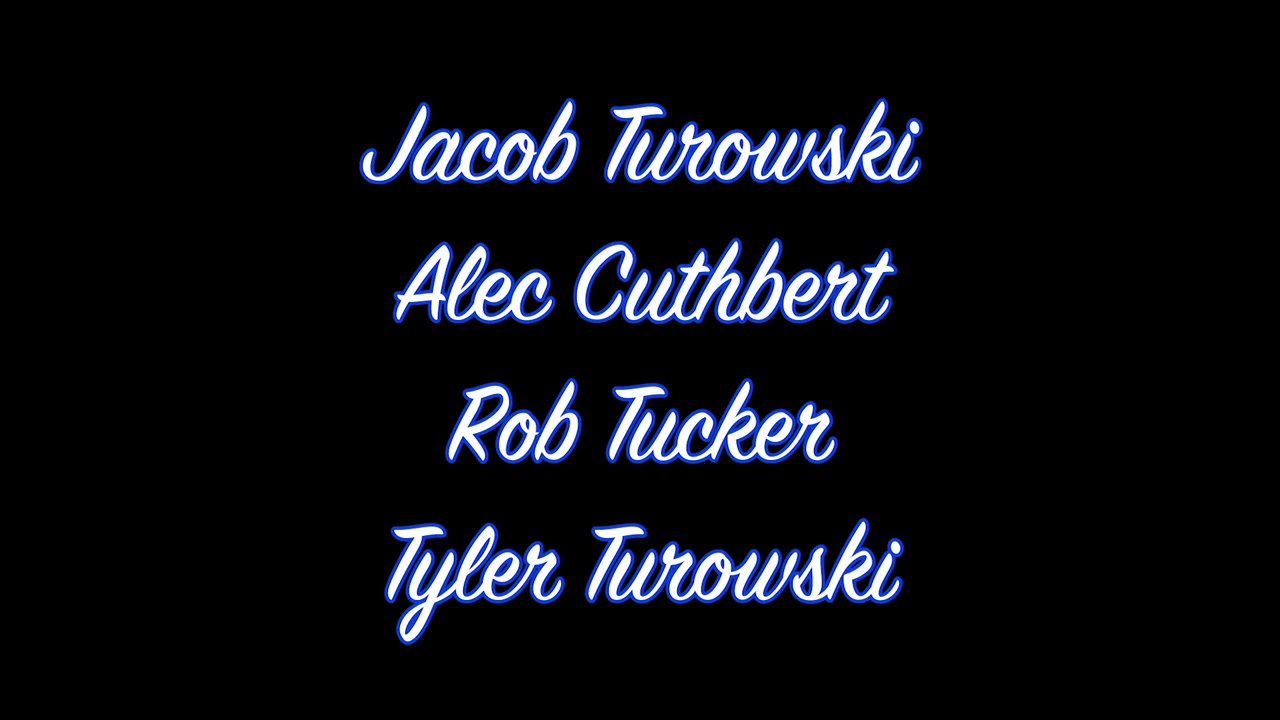 Jacob Turowski
Alec Cuthbert
Rob Tucker
Tyler Turowski